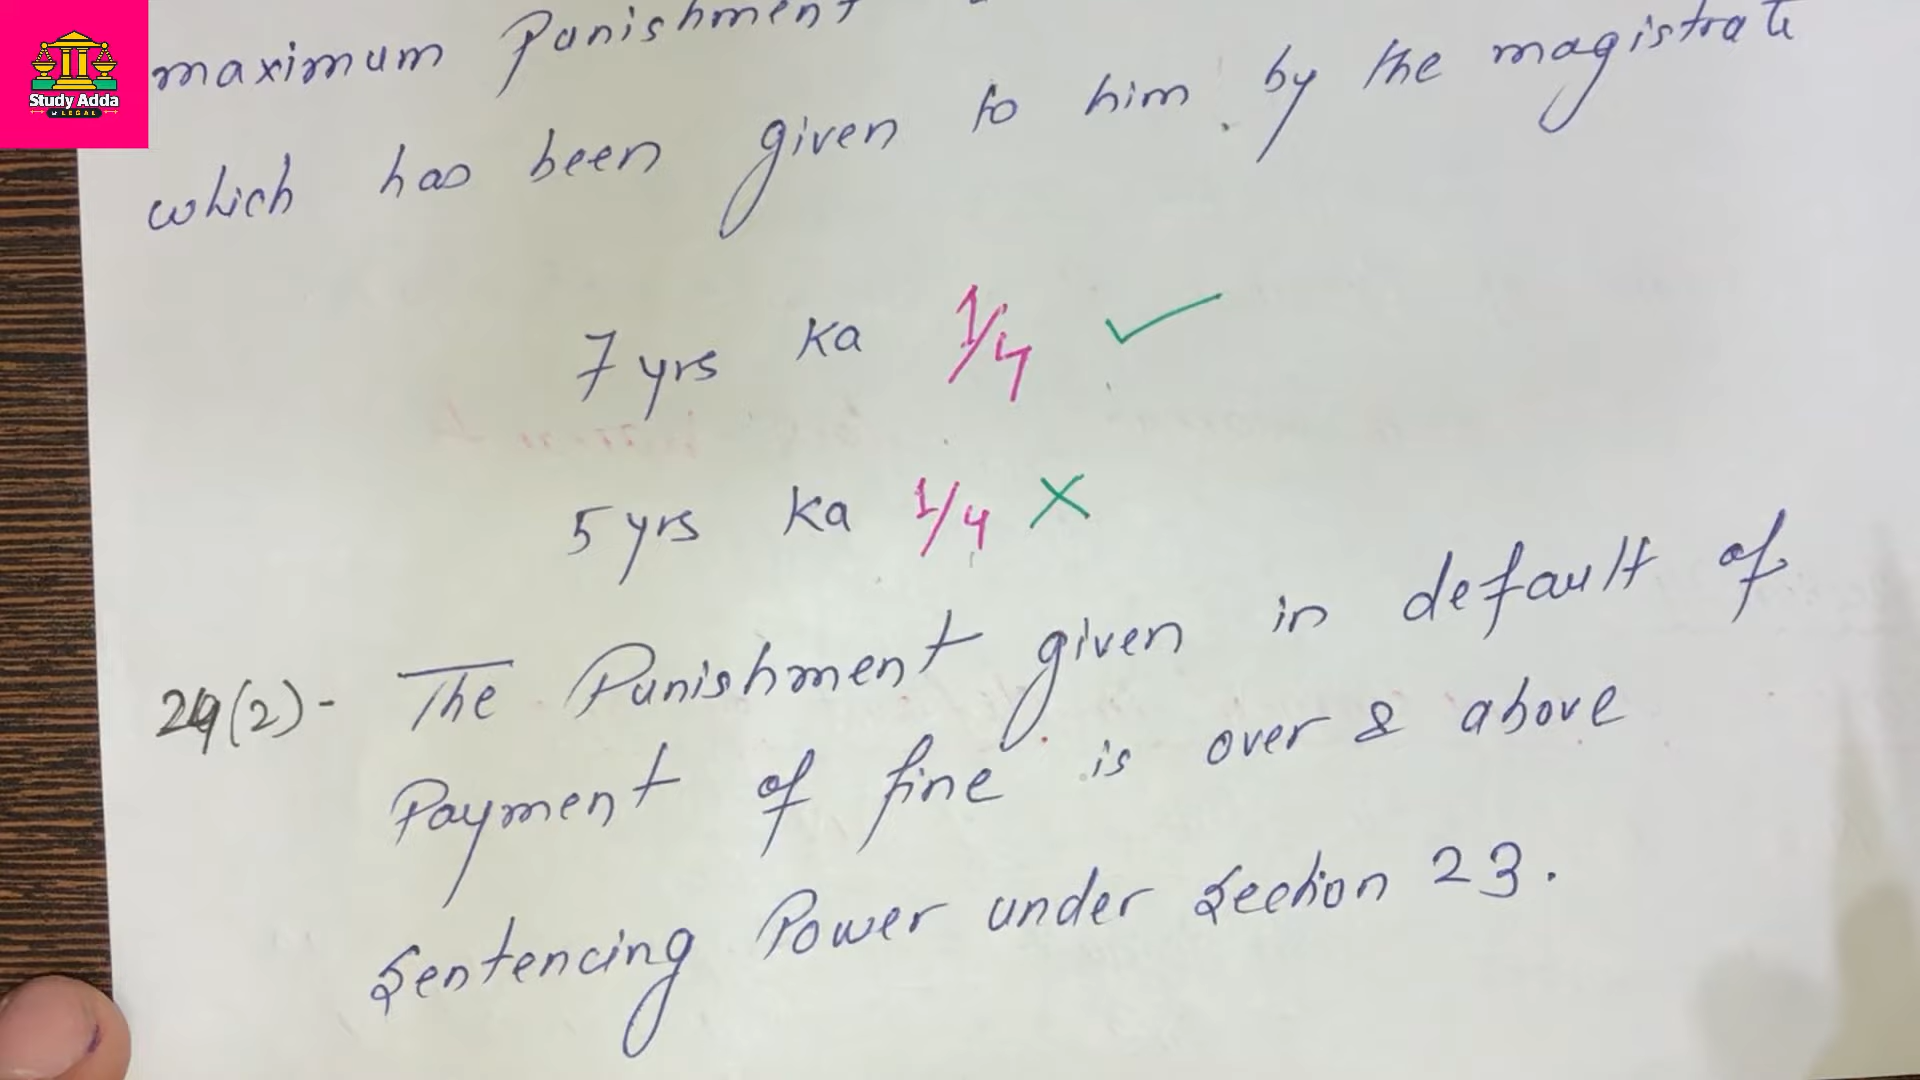 Study Adda
LEGAL
maximum Punishment
which has been given to him by the magistrate
7 yrs ka 1/4 ✓
5 yrs ka 1/4 ✗
24(2) - The Punishment given in default of
Payment of fine is over & above
Sentencing Power under Section 23.